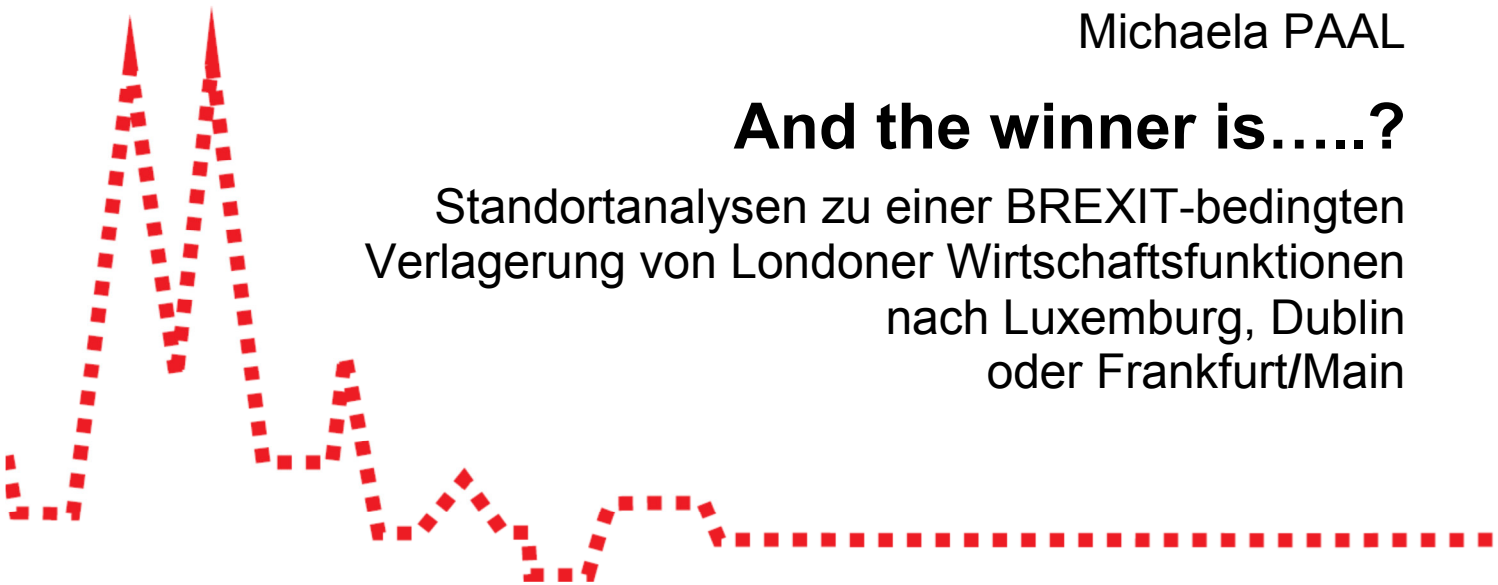 Michaela PAAL
And the winner is…..?
Standortanalysen zu einer BREXIT-bedingten
Verlagerung von Londoner Wirtschaftsfunktionen
nach Luxemburg, Dublin
oder Frankfurt/Main